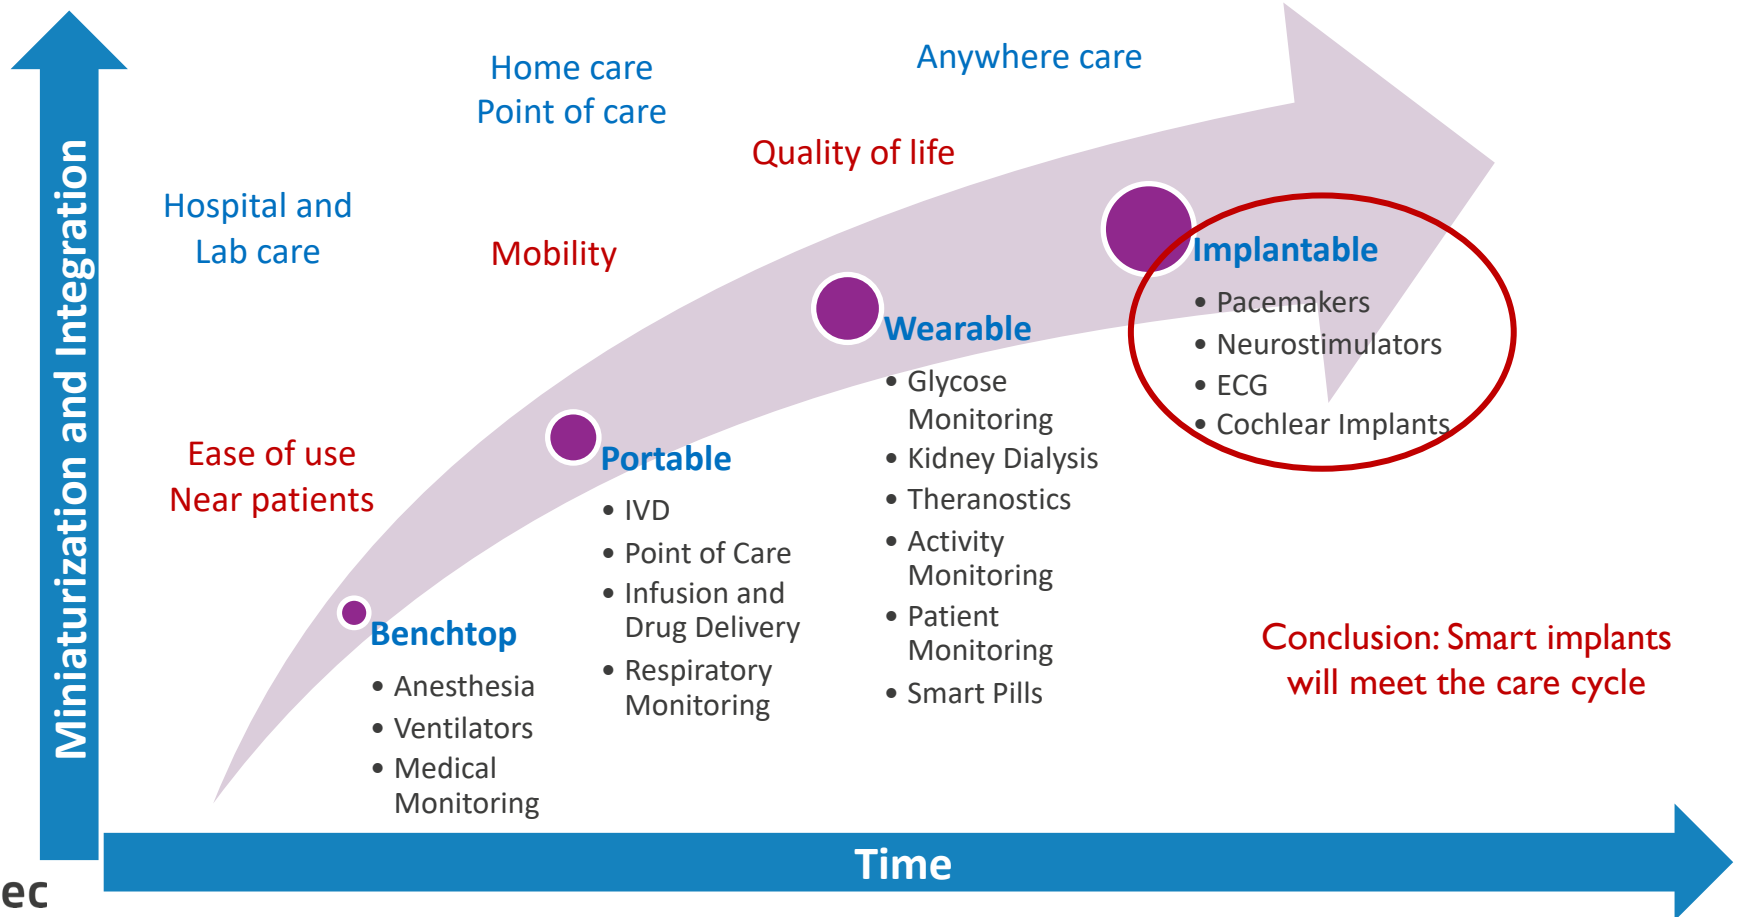 Miniaturization and Integration
Hospital and
Lab care
Home care
Point of care
Anywhere care
Ease of use
Near patients
Mobility
Quality of life
Benchtop
• Anesthesia
• Ventilators
• Medical
Monitoring
Portable
• IVD
• Point of Care
• Infusion and
Drug Delivery
• Respiratory
Monitoring
Wearable
• Glycose
Monitoring
• Kidney Dialysis
• Theranostics
• Activity
Monitoring
• Patient
Monitoring
• Smart Pills
Implantable
• Pacemakers
• Neurostimulators
• ECG
• Cochlear Implants
Conclusion: Smart implants
will meet the care cycle
Time
ec